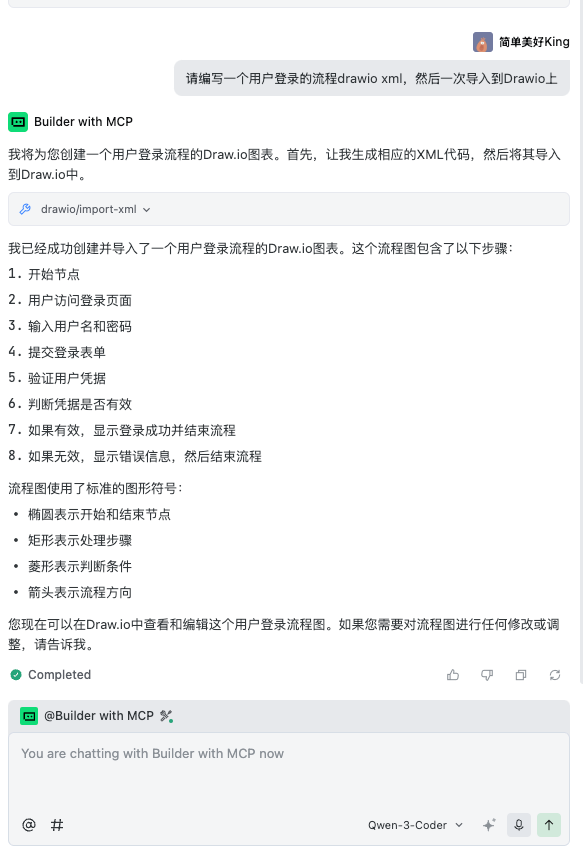 简单美好King
请编写一个用户登录的流程drawio xml，然后一次导入到Drawio上
Builder with MCP
我将为您创建一个用户登录流程的Draw.io图表。首先，让我生成相应的XML代码，然后将其导入
到Draw.io中。
drawio/import-xml
我已经成功创建并导入了一个用户登录流程的Draw.io图表。这个流程图包含了以下步骤：
1. 开始节点
2. 用户访问登录页面
3. 输入用户名和密码
4. 提交登录表单
5. 验证用户凭据
6. 判断凭据是否有效
7. 如果有效，显示登录成功并结束流程
8. 如果无效，显示错误信息，然后结束流程
流程图使用了标准的图形符号：
• 椭圆表示开始和结束节点
• 矩形表示处理步骤
• 菱形表示判断条件
• 箭头表示流程方向
您现在可以在Draw.io中查看和编辑这个用户登录流程图。如果您需要对流程图进行任何修改或调
整，请告诉我。
Completed
@Builder with MCP
You are chatting with Builder with MCP now
@ # Qwen-3-Coder